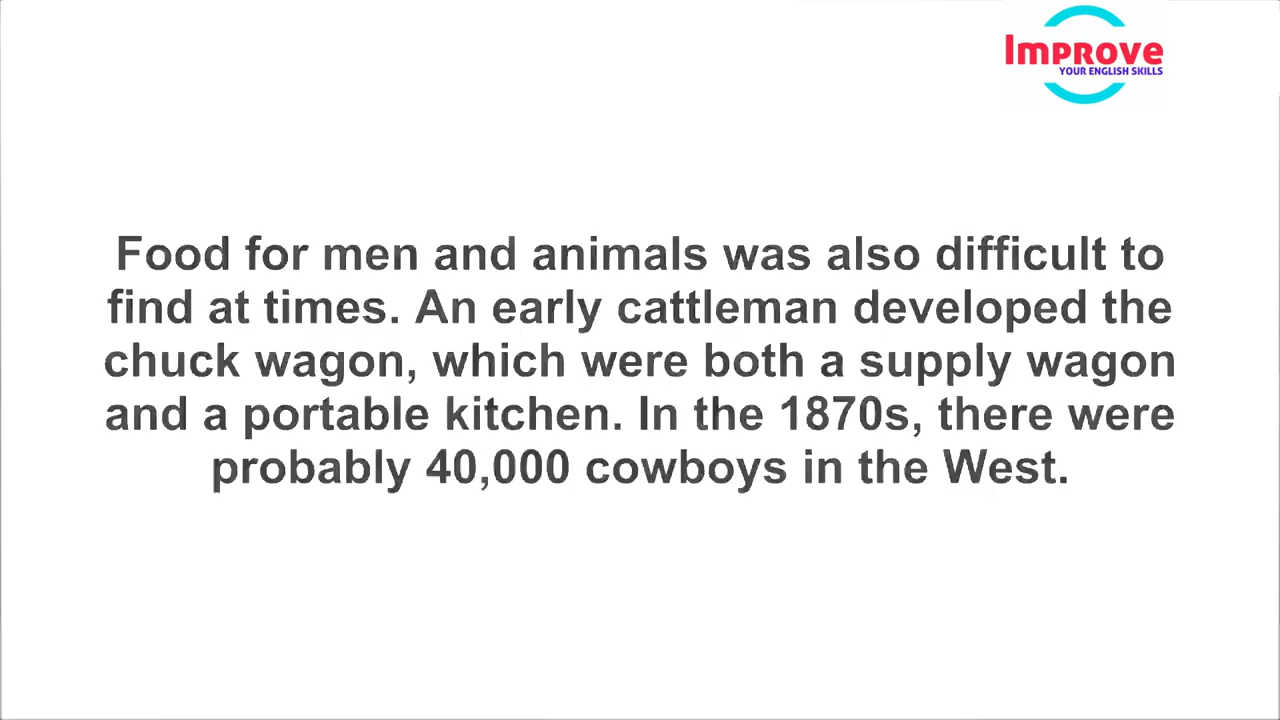 Improve
YOUR ENGLISH SKILLS
Food for men and animals was also difficult to
find at times. An early cattleman developed the
chuck wagon, which were both a supply wagon
and a portable kitchen. In the 1870s, there were
probably 40,000 cowboys in the West.